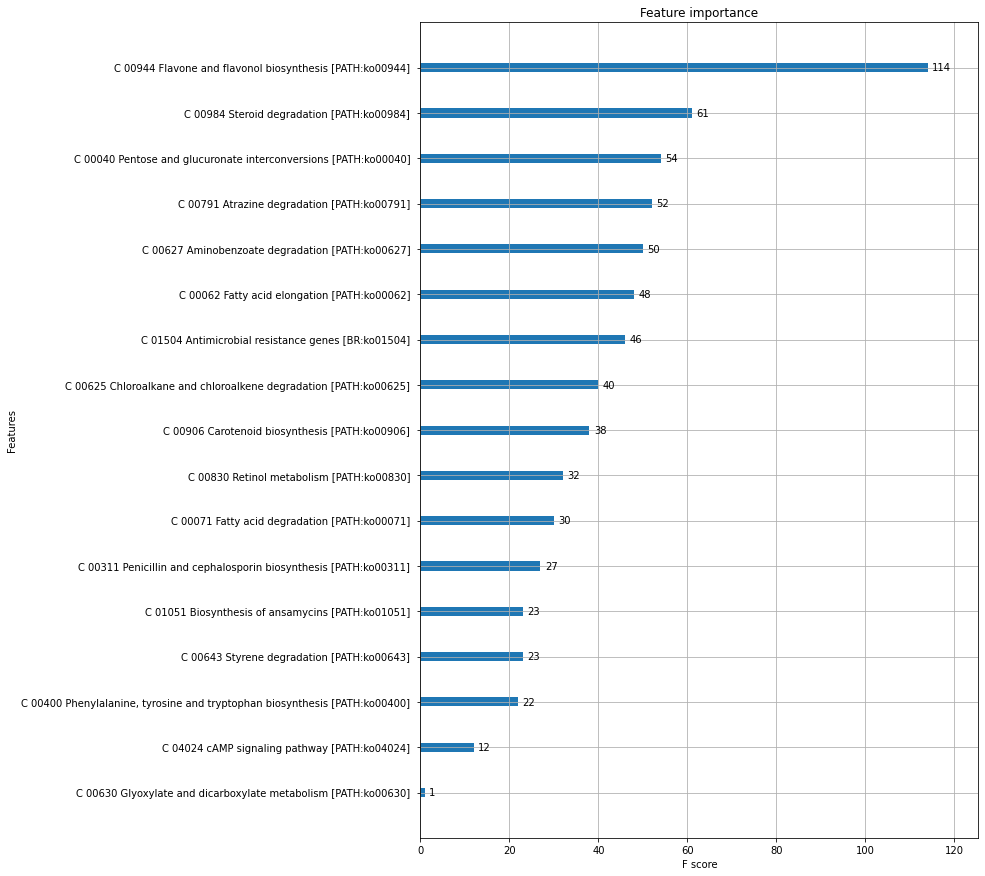 Feature importance
C 00944 Flavone and flavonol biosynthesis [PATH:ko00944] 114
C 00984 Steroid degradation [PATH:ko00984] 61
C 00040 Pentose and glucuronate interconversions [PATH:ko00040] 54
C 00791 Atrazine degradation [PATH:ko00791] 52
C 00627 Aminobenzoate degradation [PATH:ko00627] 50
C 00062 Fatty acid elongation [PATH:ko00062] 48
C 01504 Antimicrobial resistance genes [BR:ko01504] 46
C 00625 Chloroalkane and chloroalkene degradation [PATH:ko00625] 40
C 00906 Carotenoid biosynthesis [PATH:ko00906] 38
Features
C 00830 Retinol metabolism [PATH:ko00830] 32
C 00071 Fatty acid degradation [PATH:ko00071] 30
C 00311 Penicillin and cephalosporin biosynthesis [PATH:ko00311] 27
C 01051 Biosynthesis of ansamycins [PATH:ko01051] 23
C 00643 Styrene degradation [PATH:ko00643] 23
C 00400 Phenylalanine, tyrosine and tryptophan biosynthesis [PATH:ko00400] 22
C 04024 cAMP signaling pathway [PATH:ko04024] 12
C 00630 Glyoxylate and dicarboxylate metabolism [PATH:ko00630] 1
0 20 40 60 80 100 120
F score